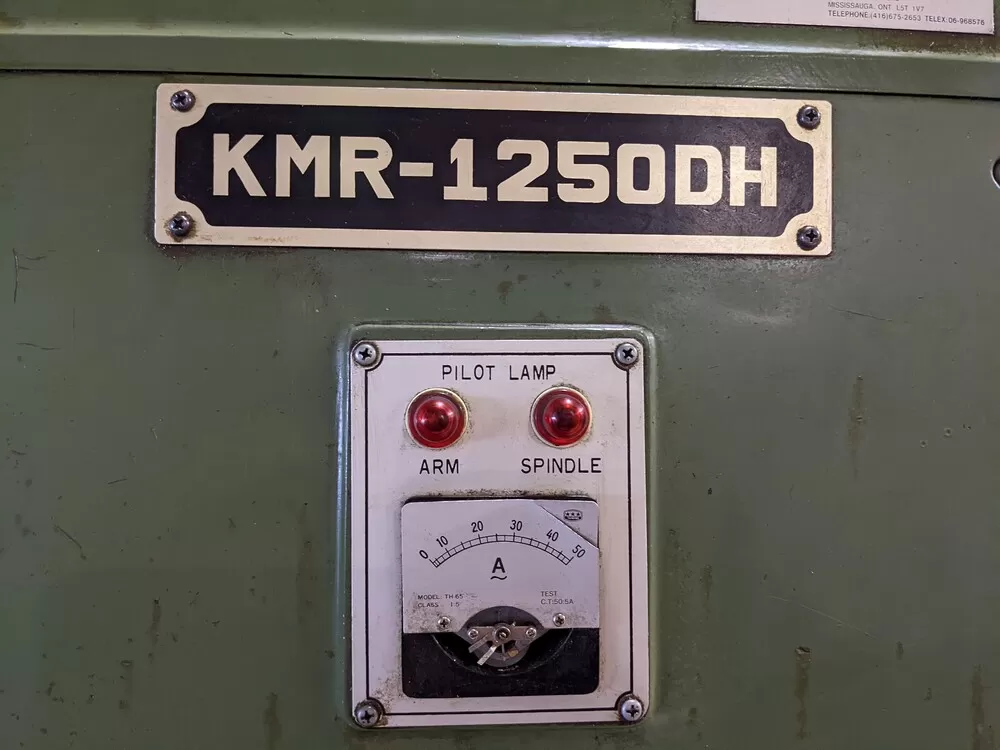 MISSISSAUGA, ONT L5T 1V7
TELEPHONE:(416)675-2653 TELEX:06-968576
KMR-1250DH
PILOT LAMP
ARM SPINDLE
0 10 20 30 40 50
A
MODEL: TH-65
CLASS 1.5
TEST
C.T.50:5A